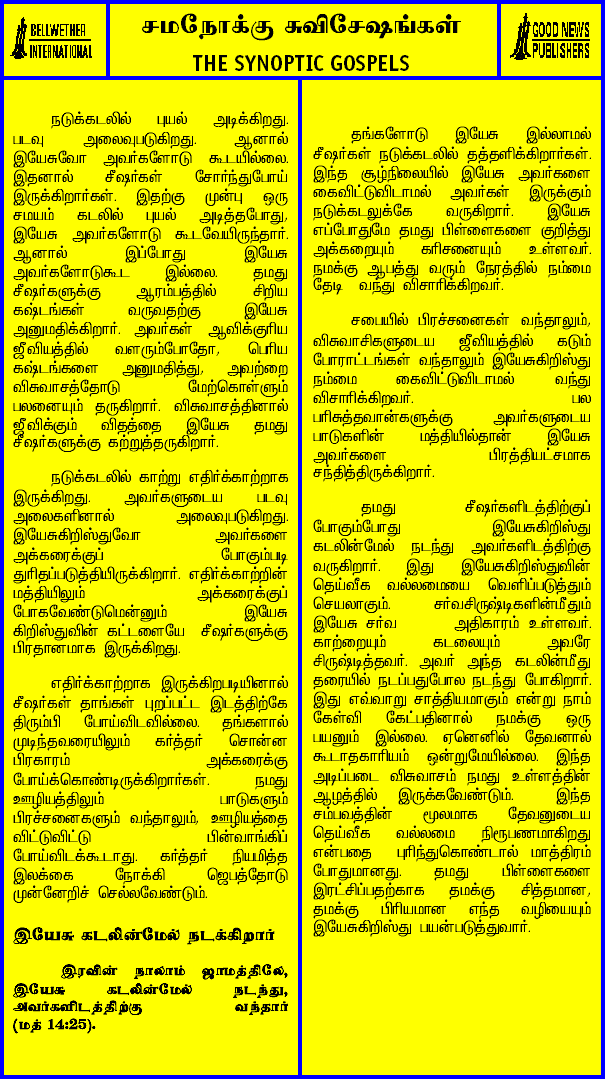 BELLWETHER
INTERNATIONAL
சமநோக்கு சுவிசேஷங்கள்
THE SYNOPTIC GOSPELS
GOOD NEWS
PUBLISHERS
நடுக்கடலில் புயல் அடிக்கிறது.
படவு அலைவுபடுகிறது. ஆனால்
இயேசுவோ அவர்களோடு கூடயில்லை.
இதனால் சீஷர்கள் சோர்ந்துபோய்
இருக்கிறார்கள். இதற்கு முன்பு ஒரு
சமயம் கடலில் புயல் அடித்தபோது,
இயேசு அவர்களோடு கூடவேயிருந்தார்.
ஆனால் இப்போது இயேசு
அவர்களோடுகூட இல்லை. தமது
சீஷர்களுக்கு ஆரம்பத்தில் சிறிய
கஷ்டங்கள் வருவதற்கு இயேசு
அனுமதிக்கிறார். அவர்கள் ஆவிக்குரிய
ஜீவியத்தில் வளரும்போதோ, பெரிய
கஷ்டங்களை அனுமதித்து, அவற்றை
விசுவாசத்தோடு மேற்கொள்ளும்
பலனையும் தருகிறார். விசுவாசத்தினால்
ஜீவிக்கும் விதத்தை இயேசு தமது
சீஷர்களுக்கு கற்றுத்தருகிறார்.
நடுக்கடலில் காற்று எதிர்க்காற்றாக
இருக்கிறது. அவர்களுடைய படவு
அலைகளினால் அலைவுபடுகிறது.
இயேசுகிறிஸ்துவோ அவர்களை
அக்கரைக்குப் போகும்படி
துரிதப்படுத்தியிருக்கிறார். எதிர்க்காற்றின்
மத்தியிலும் அக்கரைக்குப்
போகவேண்டுமென்னும் இயேசு
கிறிஸ்துவின் கட்டளையே சீஷர்களுக்கு
பிரதானமாக இருக்கிறது.
எதிர்க்காற்றாக இருக்கிறபடியினால்
சீஷர்கள் தாங்கள் புறப்பட்ட இடத்திற்கே
திரும்பி போய்விடவில்லை. தங்களால்
முடிந்தவரையிலும் கர்த்தர் சொன்ன
பிரகாரம் அக்கரைக்கு
போய்க்கொண்டிருக்கிறார்கள். நமது
ஊழியத்திலும் பாடுகளும்
பிரச்சனைகளும் வந்தாலும், ஊழியத்தை
விட்டுவிட்டு பின்வாங்கிப்
போய்விடக்கூடாது. கர்த்தர் நியமித்த
இலக்கை நோக்கி ஜெபத்தோடு
முன்னேறிச் செல்லவேண்டும்.
இயேசு கடலின்மேல் நடக்கிறார்
இரவின் நாலாம் ஜாமத்திலே,
இயேசு கடலின்மேல் நடந்து,
அவர்களிடத்திற்கு வந்தார்
(மத் 14:25).
தங்களோடு இயேசு இல்லாமல்
சீஷர்கள் நடுக்கடலில் தத்தளிக்கிறார்கள்.
இந்த சூழ்நிலையில் இயேசு அவர்களை
கைவிட்டுவிடாமல் அவர்கள் இருக்கும்
நடுக்கடலுக்கே வருகிறார். இயேசு
எப்போதுமே தமது பிள்ளைகளை குறித்து
அக்கறையும் கரிசனையும் உள்ளவர்.
நமக்கு ஆபத்து வரும் நேரத்தில் நம்மை
தேடி வந்து விசாரிக்கிறவர்.
சபையில் பிரச்சனைகள் வந்தாலும்,
விசுவாசிகளுடைய ஜீவியத்தில் கடும்
போராட்டங்கள் வந்தாலும் இயேசுகிறிஸ்து
நம்மை கைவிட்டுவிடாமல் வந்து
விசாரிக்கிறவர். பல
பரிசுத்தவான்களுக்கு அவர்களுடைய
பாடுகளின் மத்தியில்தான் இயேசு
அவர்களை பிரத்தியட்சமாக
சந்தித்திருக்கிறார்.
தமது சீஷர்களிடத்திற்குப்
போகும்போது இயேசுகிறிஸ்து
கடலின்மேல் நடந்து அவர்களிடத்திற்கு
வருகிறார். இது இயேசுகிறிஸ்துவின்
தெய்வீக வல்லமையை வெளிப்படுத்தும்
செயலாகும். சர்வசிருஷ்டிகளின்மீதும்
இயேசு சர்வ அதிகாரம் உள்ளவர்.
காற்றையும் கடலையும் அவரே
சிருஷ்டித்தவர். அவர் அந்த கடலின்மீது
தரையில் நடப்பதுபோல நடந்து போகிறார்.
இது எவ்வாறு சாத்தியமாகும் என்று நாம்
கேள்வி கேட்பதினால் நமக்கு ஒரு
பயனும் இல்லை. ஏனெனில் தேவனால்
கூடாதகாரியம் ஒன்றுமேயில்லை. இந்த
அடிப்படை விசுவாசம் நமது உள்ளத்தின்
ஆழத்தில் இருக்கவேண்டும். இந்த
சம்பவத்தின் மூலமாக தேவனுடைய
தெய்வீக வல்லமை நிரூபணமாகிறது
என்பதை புரிந்துகொண்டால் மாத்திரம்
போதுமானது. தமது பிள்ளைகளை
இரட்சிப்பதற்காக தமக்கு சித்தமான,
தமக்கு பிரியமான எந்த வழியையும்
இயேசுகிறிஸ்து பயன்படுத்துவார்.